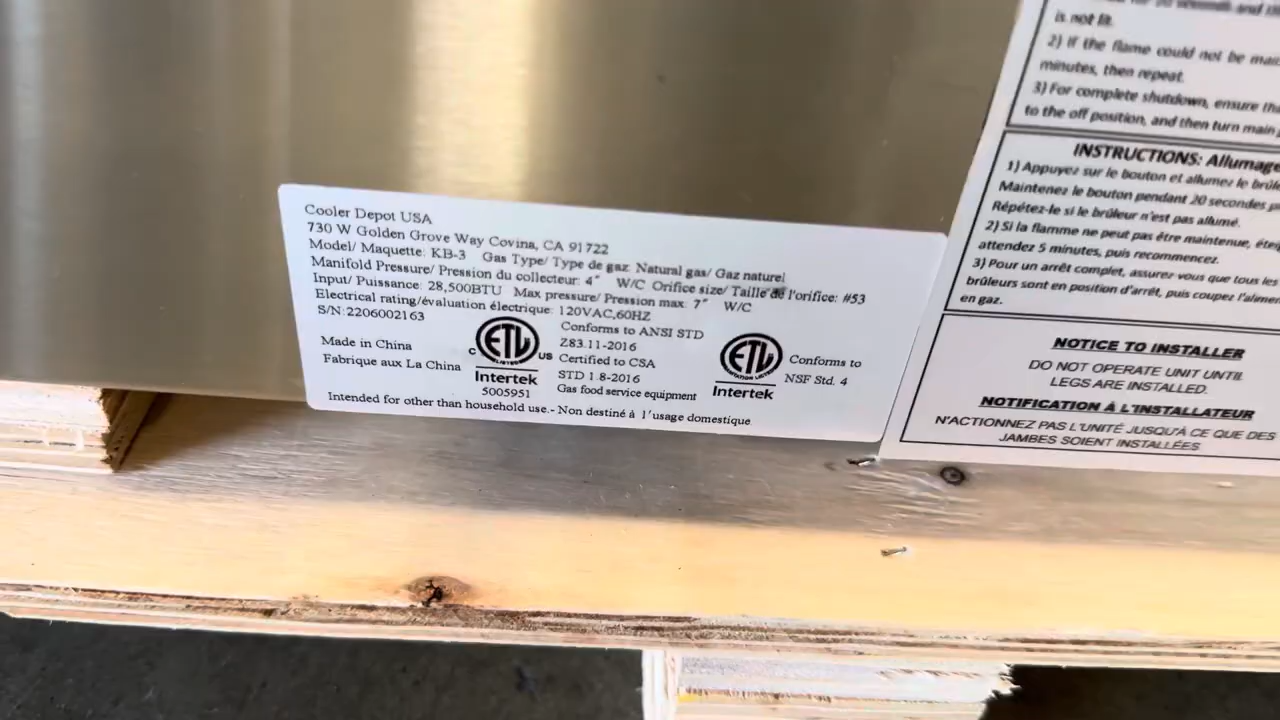 Cooler Depot USA
730 W Golden Grove Way Covina, CA 91722
Model/ Maquette: KB-3 Gas Type/ Type de gaz: Natural gas/ Gaz naturel
Manifold Pressure/ Pression du collecteur: 4″ W/C Orifice size/ Taille de l'orifice: #53
Input/ Puissance: 28,500BTU Max pressure/ Pression max: 7″ W/C
Electrical rating/évaluation électrique: 120VAC,60HZ
S/N:2206002163
Made in China
Fabrique aux La China
C ETL US
LISTED
Intertek
5005951
Conforms to ANSI STD
Z83.11-2016
Certified to CSA
STD 1.8-2016
Gas food service equipment
ETL
SANITATION LISTED
Intertek
Conforms to
NSF Std. 4
Intended for other than household use.- Non destiné à l'usage domestique
seconds and
is not lit.
2) If the flame could not be
minutes, then repeat.
3) For complete shutdown, ensure
to the off position, and then turn main
INSTRUCTIONS: Allumage
1) Appuyez sur le bouton et allumez le
Maintenez le bouton pendant 20 secondes
Répétez-le si le brûleur n'est pas allumé.
2) Si la flamme ne peut pas être maintenue,
attendez 5 minutes, puis recommencez.
3) Pour un arrêt complet, assurez-vous que tous les
brûleurs sont en position d'arrêt, puis coupez
en gaz.
NOTICE TO INSTALLER
DO NOT OPERATE UNIT UNTIL
LEGS ARE INSTALLED.
NOTIFICATION À L'INSTALLATEUR
N'ACTIONNEZ PAS L'UNITÉ JUSQU'À CE QUE DES
JAMBES SOIENT INSTALLÉES